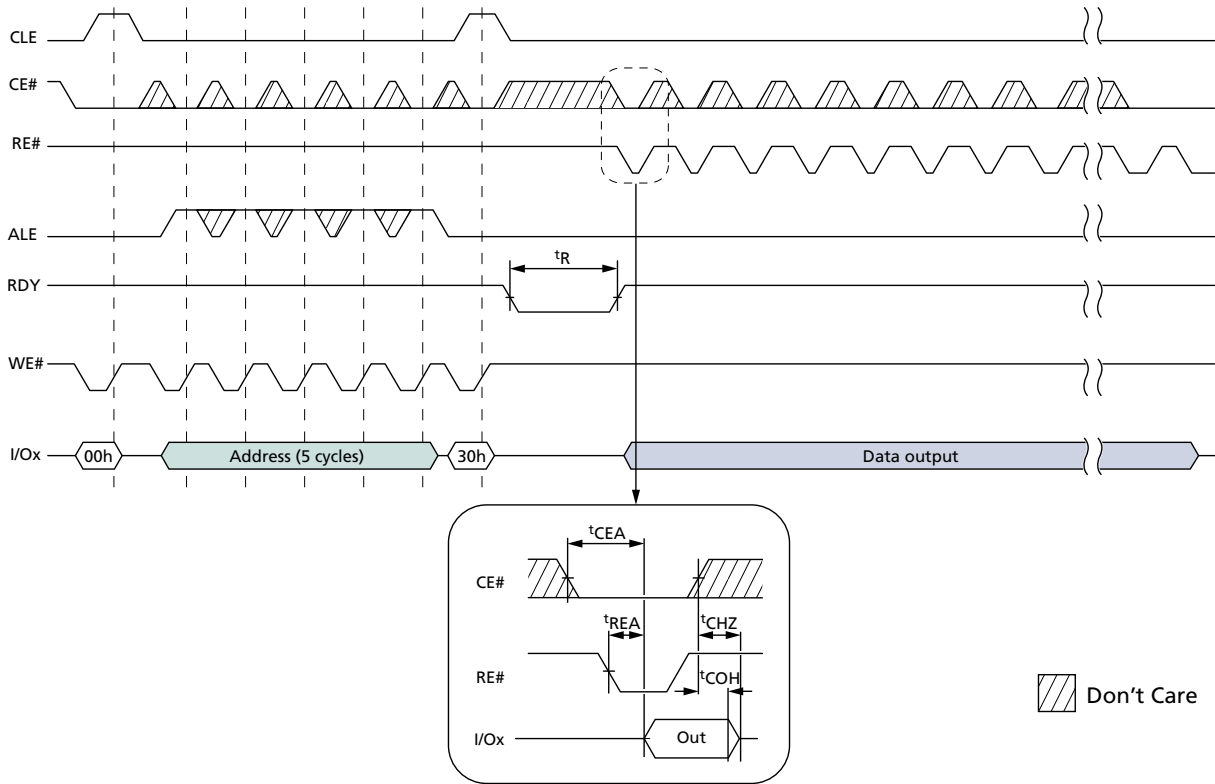 CLE
CE#
RE#
ALE
tR
RDY
WE#
I/Ox
00h
Address (5 cycles)
30h
Data output
tCEA
CE#
tREA
tCHZ
RE#
tCOH
I/Ox
Out
Don't Care